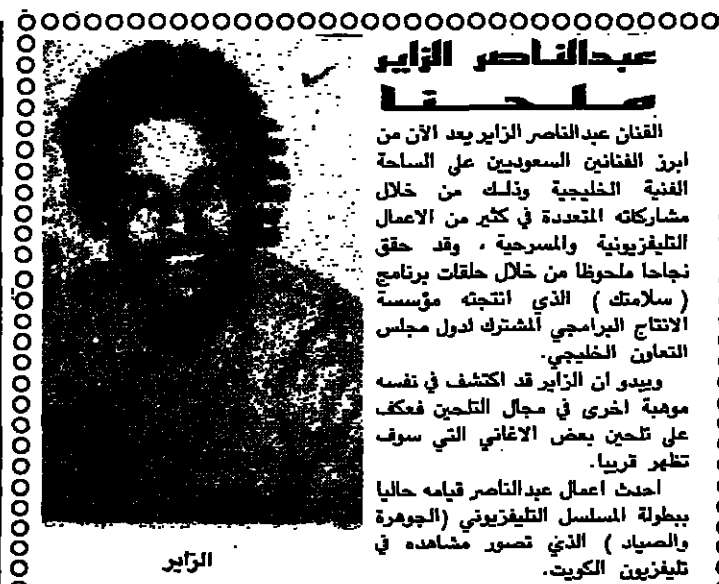 عبدالناصر الزاير
ملحنا
الفنان عبدالناصر الزاير يعد الآن من
ابرز الفنانين السعوديين على الساحة
الفنية الخليجية وذلك من خلال
مشاركاته المتعددة في كثير من الاعمال
التليفزيونية والمسرحية ، وقد حقق
نجاحا ملحوظا من خلال حلقات برنامج
( سلامتك ) الذي انتجته مؤسسة
الانتاج البرامجي المشترك لدول مجلس
التعاون الخليجي.
ويبدو ان الزاير قد اكتشف في نفسه
موهبة اخرى في مجال التلحين فعكف
على تلحين بعض الاغاني التي سوف
تظهر قريبا.
احدث اعمال عبدالناصر قيامه حاليا
ببطولة المسلسل التليفزيوني (الجوهرة
والصياد ) الذي تصور مشاهده في
تليفزيون الكويت.
الزاير